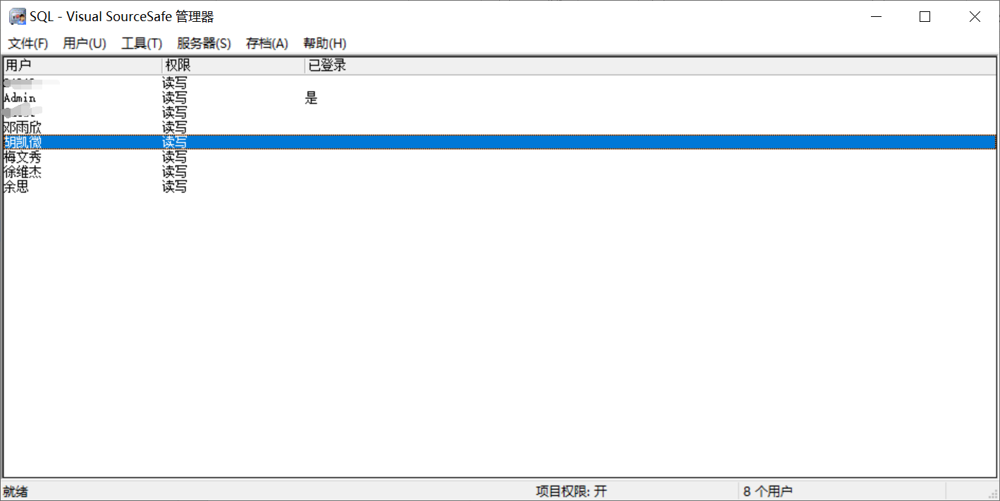 SQL - Visual SourceSafe 管理器
文件(F) 用户(U) 工具(T) 服务器(S) 存档(A) 帮助(H)
用户 权限 已登录
读写
Admin 读写 是
读写
邓雨欣 读写
胡凯微 读写
梅文秀 读写
徐维杰 读写
余思 读写
就绪 项目权限: 开 8 个用户